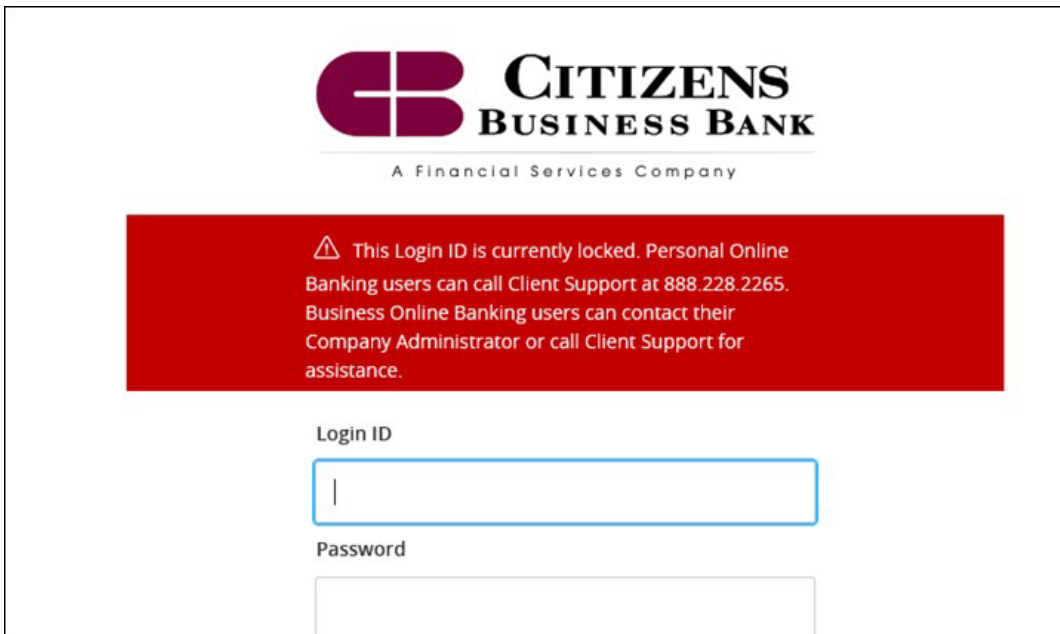 CITIZENS
BUSINESS BANK
A Financial Services Company
This Login ID is currently locked. Personal Online
Banking users can call Client Support at 888.228.2265.
Business Online Banking users can contact their
Company Administrator or call Client Support for
assistance.
Login ID
Password